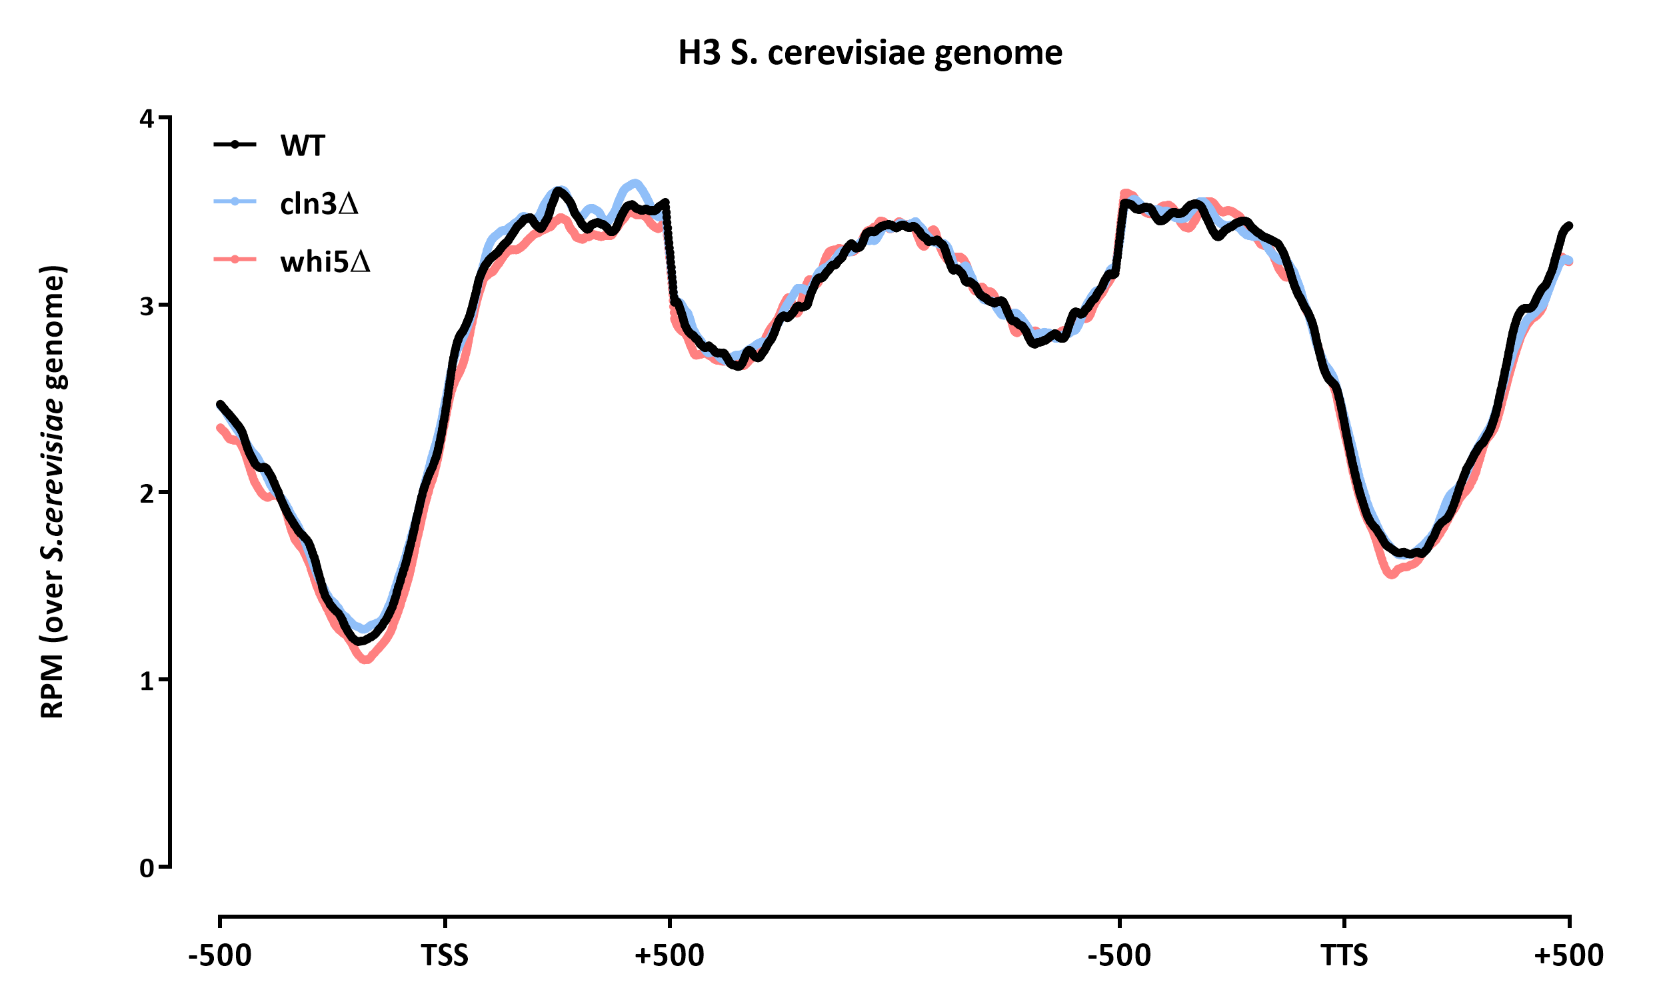 H3 S. cerevisiae genome
RPM (over S.cerevisiae genome)
4
3
2
1
0
WT
cln3Δ
whi5Δ
-500 TSS +500 -500 TTS +500